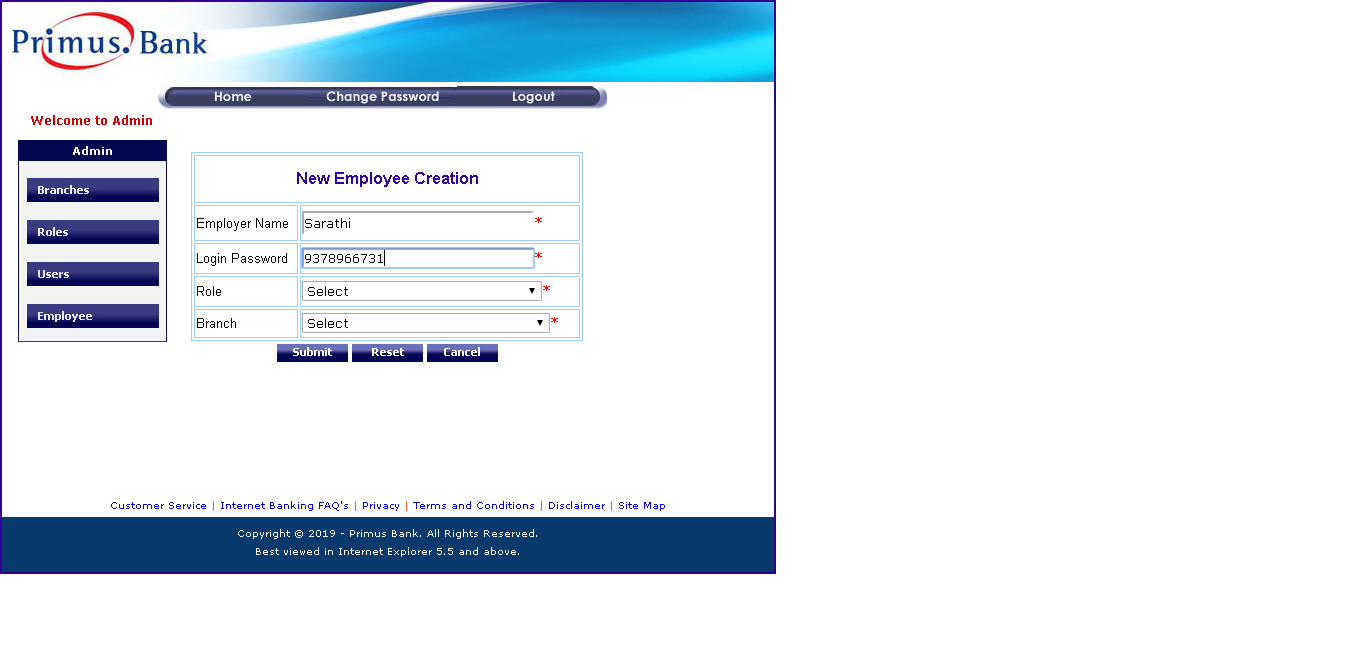 Primus. Bank
Home Change Password Logout
Welcome to Admin
Admin
Branches
Roles
Users
Employee
New Employee Creation
Employer Name Sarathi *
Login Password 9378966731 *
Role Select *
Branch Select *
Submit Reset Cancel
Customer Service | Internet Banking FAQ's | Privacy | Terms and Conditions | Disclaimer | Site Map
Copyright © 2019 - Primus Bank. All Rights Reserved.
Best viewed in Internet Explorer 5.5 and above.